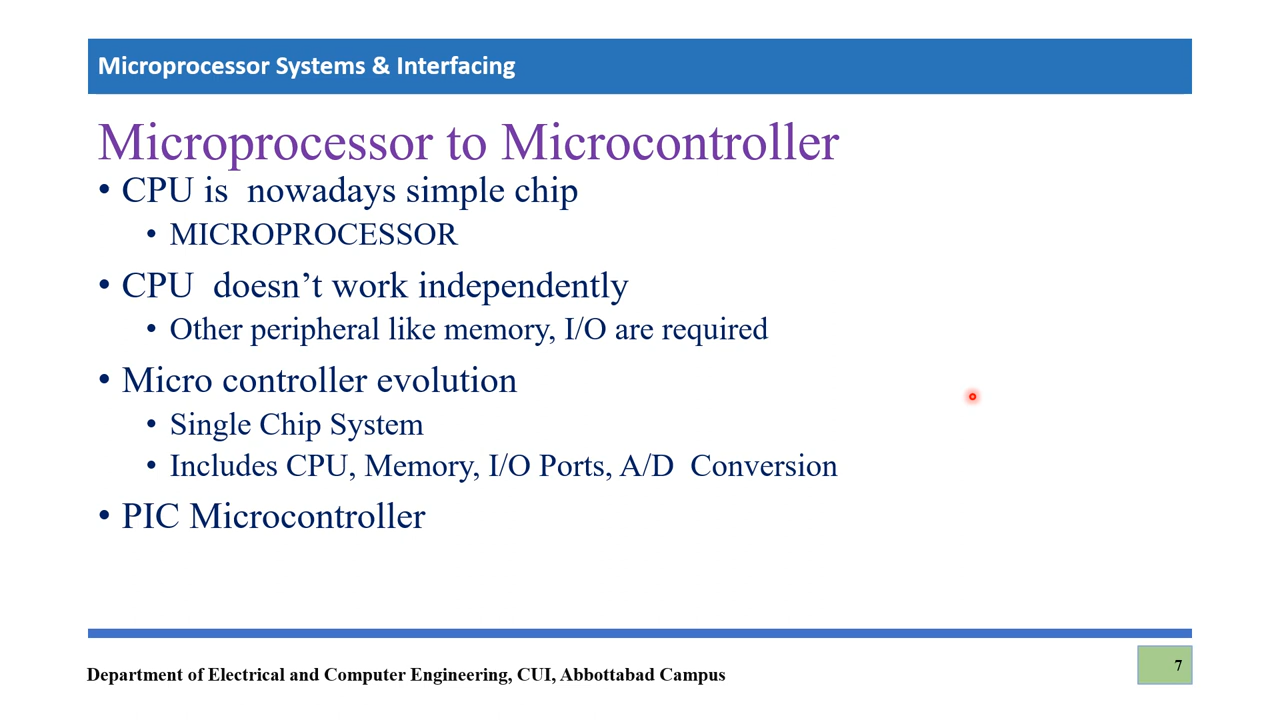 Microprocessor Systems & Interfacing
Microprocessor to Microcontroller
• CPU is  nowadays simple chip
• MICROPROCESSOR
• CPU  doesn’t work independently
• Other peripheral like memory, I/O are required
• Micro controller evolution
• Single Chip System
• Includes CPU, Memory, I/O Ports, A/D  Conversion
• PIC Microcontroller
Department of Electrical and Computer Engineering, CUI, Abbottabad Campus
7